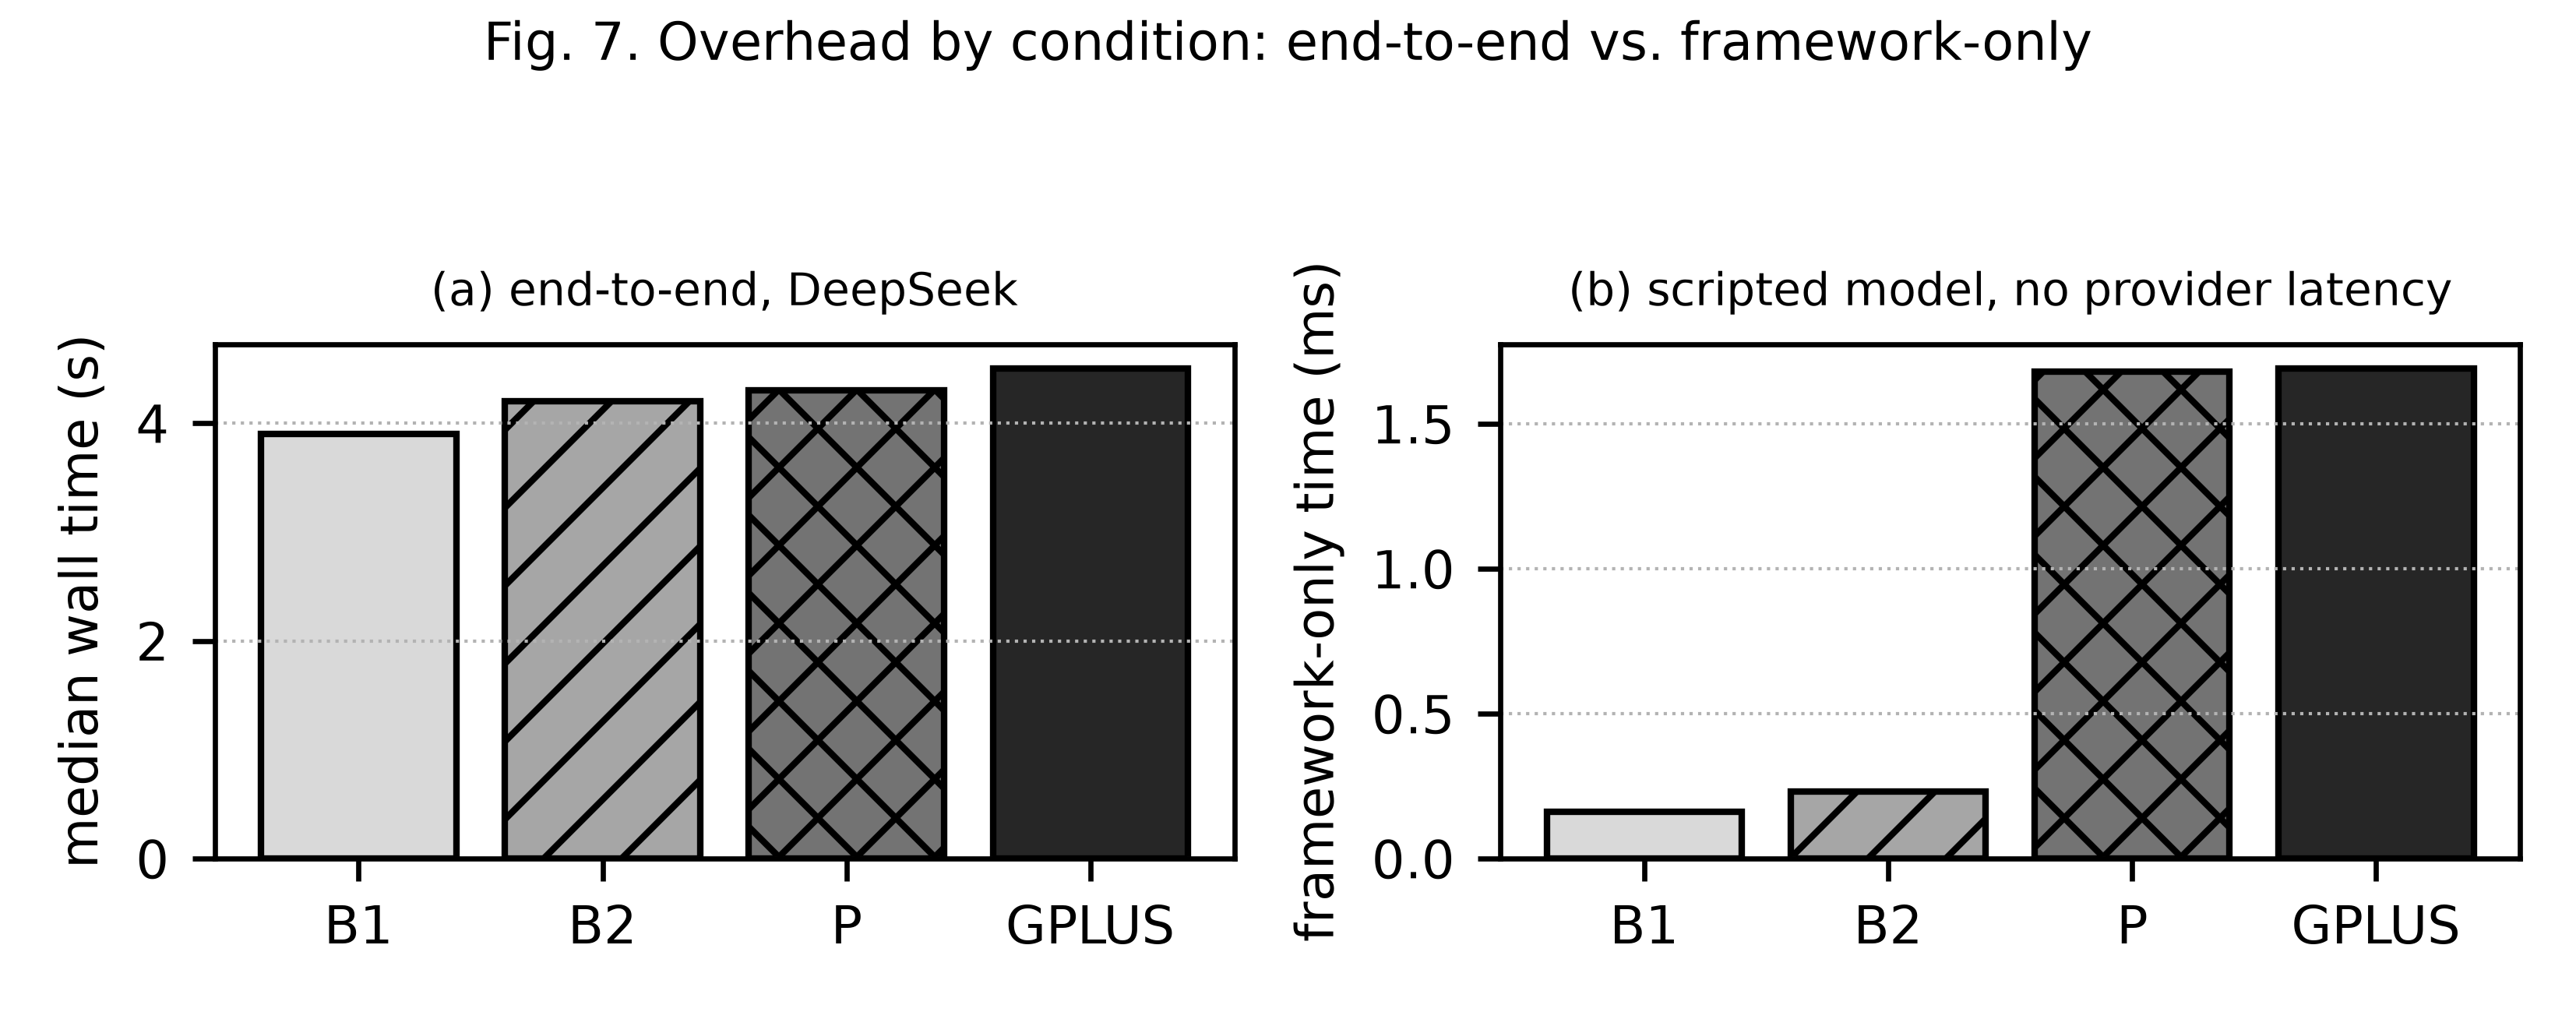 Fig. 7. Overhead by condition: end-to-end vs. framework-only
(a) end-to-end, DeepSeek
median wall time (s)
4
2
0
B1 B2 P GPLUS
(b) scripted model, no provider latency
framework-only time (ms)
1.5
1.0
0.5
0.0
B1 B2 P GPLUS